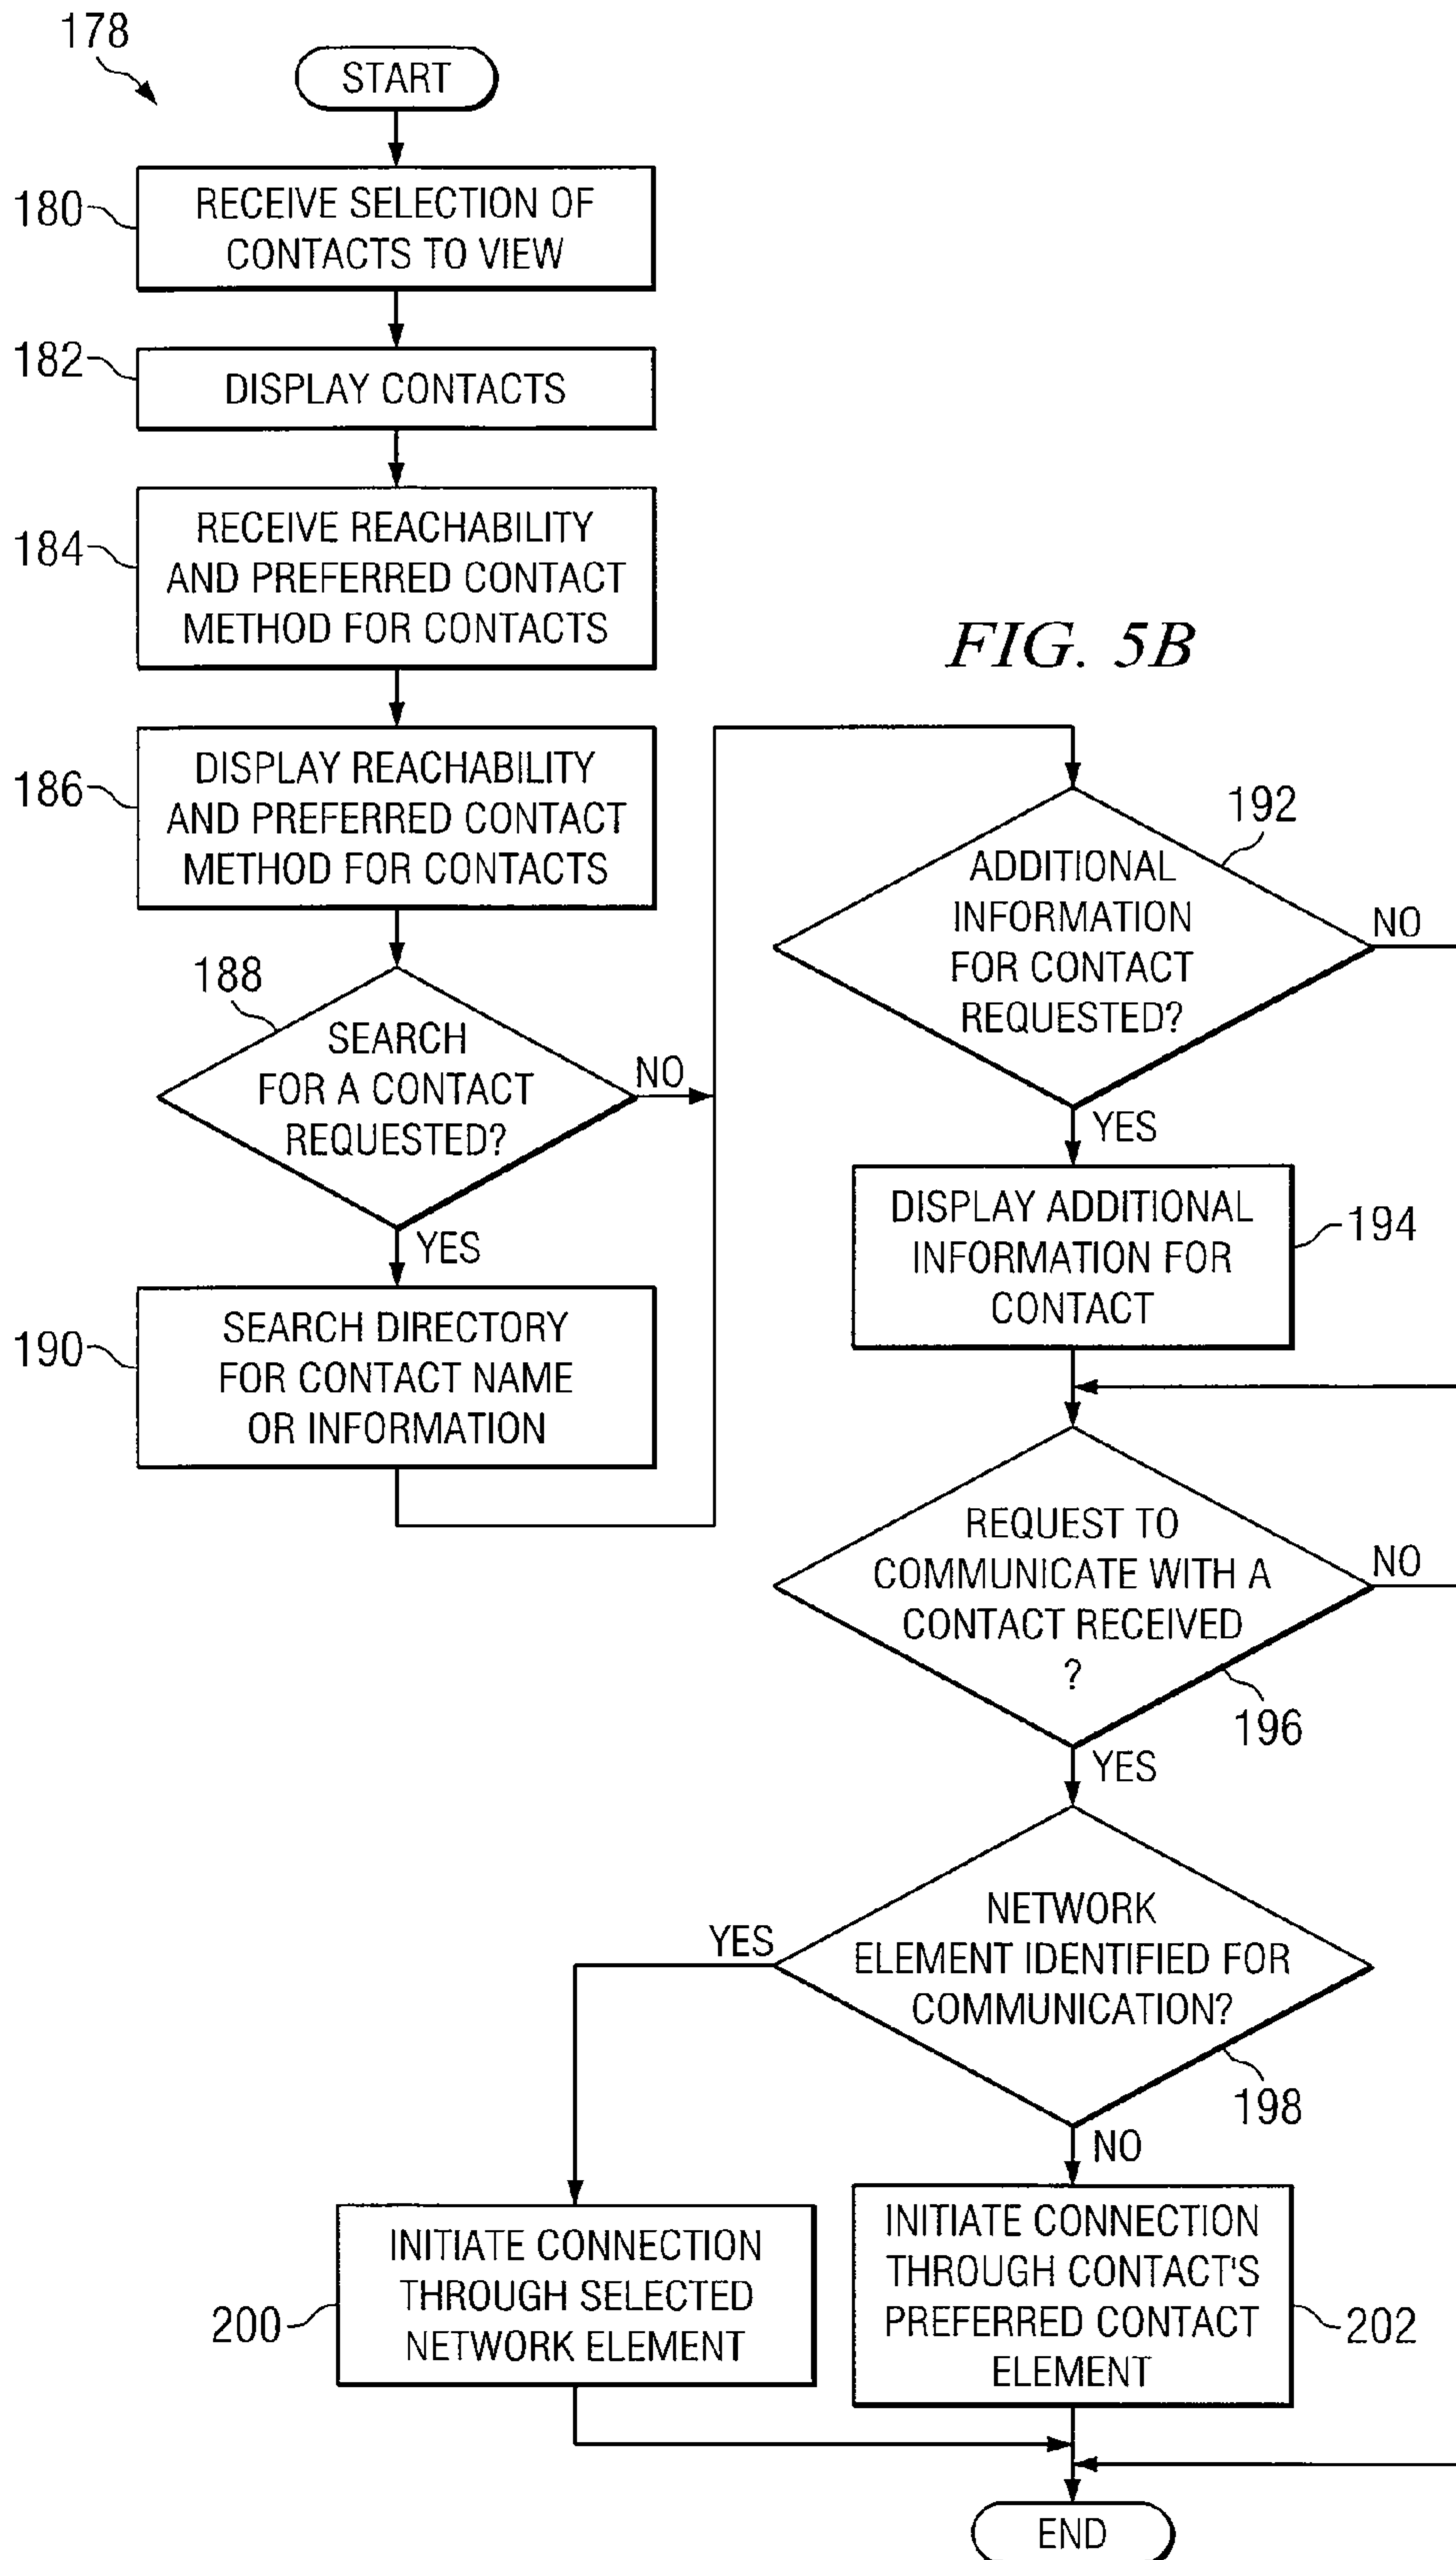 178
START
180
RECEIVE SELECTION OF
CONTACTS TO VIEW
182
DISPLAY CONTACTS
184
RECEIVE REACHABILITY
AND PREFERRED CONTACT
METHOD FOR CONTACTS
186
DISPLAY REACHABILITY
AND PREFERRED CONTACT
METHOD FOR CONTACTS
188
SEARCH
FOR A CONTACT
REQUESTED?
NO
YES
190
SEARCH DIRECTORY
FOR CONTACT NAME
OR INFORMATION
FIG. 5B
192
ADDITIONAL
INFORMATION
FOR CONTACT
REQUESTED?
NO
YES
DISPLAY ADDITIONAL
INFORMATION FOR
CONTACT
194
REQUEST TO
COMMUNICATE WITH A
CONTACT RECEIVED
?
NO
196
YES
NETWORK
ELEMENT IDENTIFIED FOR
COMMUNICATION?
YES
198
NO
200
INITIATE CONNECTION
THROUGH SELECTED
NETWORK ELEMENT
INITIATE CONNECTION
THROUGH CONTACT'S
PREFERRED CONTACT
ELEMENT
202
END